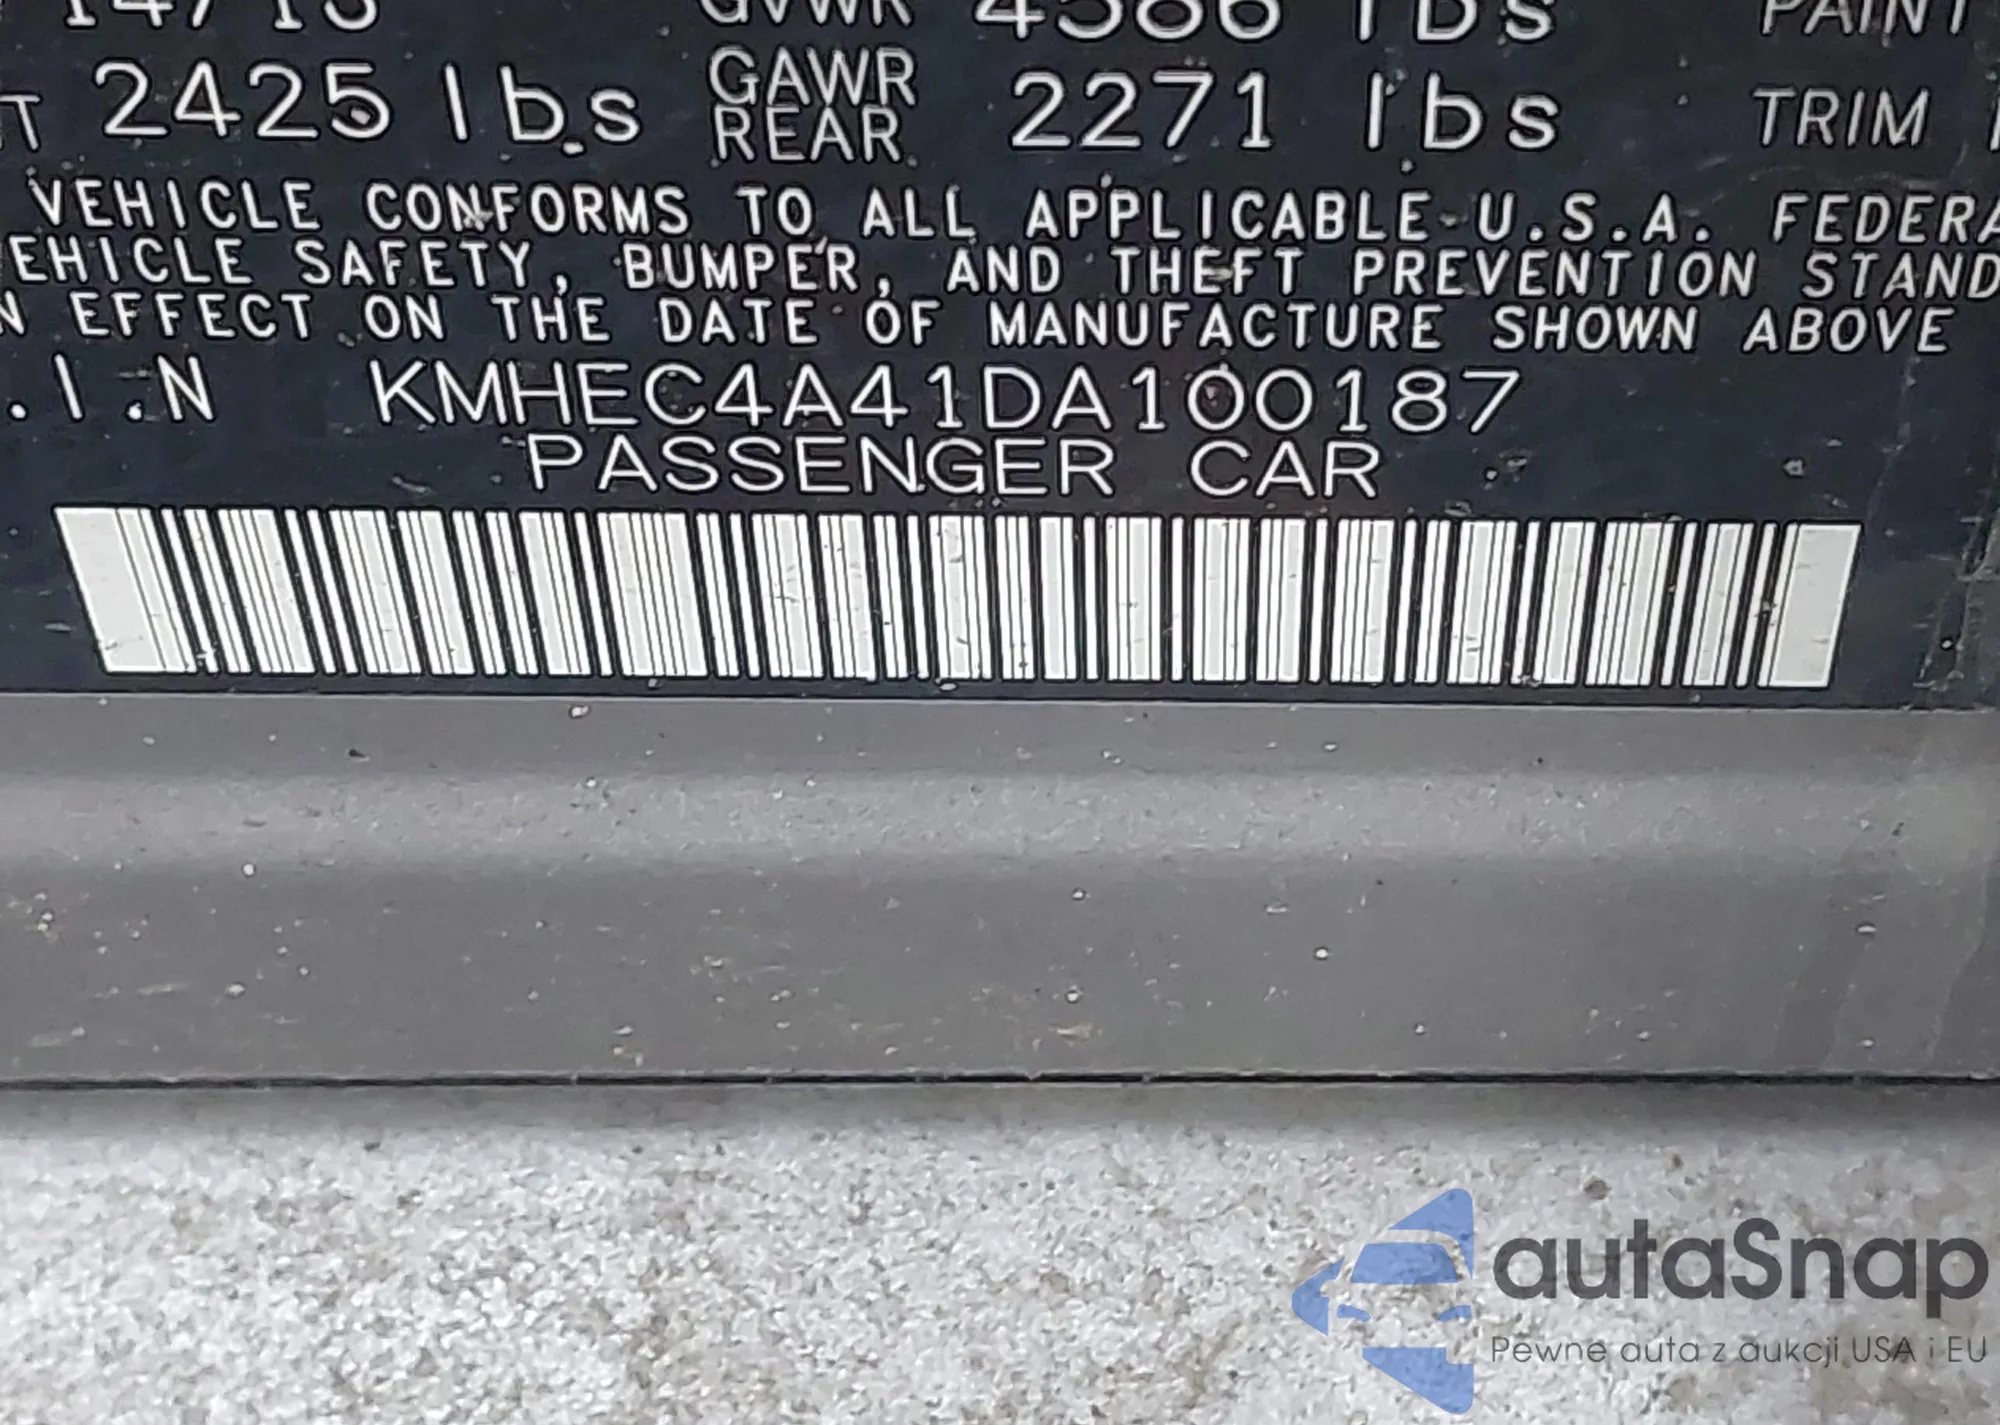 GVWR 4586 lbs PAINT
T 2425 lbs GAWR REAR 2271 lbs TRIM
VEHICLE CONFORMS TO ALL APPLICABLE U.S.A. FEDERA
EHICLE SAFETY, BUMPER, AND THEFT PREVENTION STAND
N EFFECT ON THE DATE OF MANUFACTURE SHOWN ABOVE
.I.N KMHEC4A41DA100187
PASSENGER CAR
autaSnap
Pewne auta z aukcji USA i EU